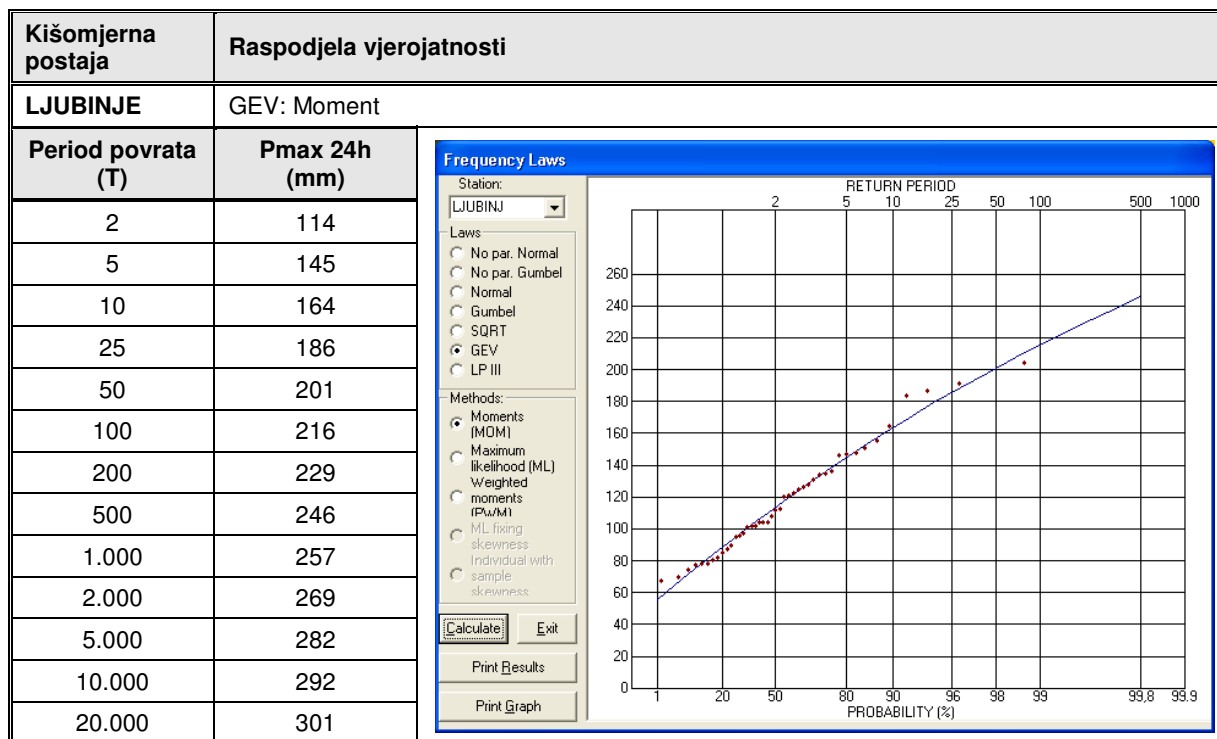 Kišomjerna postaja
Raspodjela vjerojatnosti
LJUBINJE
GEV: Moment
Period povrata (T)
Pmax 24h (mm)
2 114
5 145
10 164
25 186
50 201
100 216
200 229
500 246
1.000 257
2.000 269
5.000 282
10.000 292
20.000 301
Frequency Laws
Station:
LJUBINJ
Laws
No par. Normal
No par. Gumbel
Normal
Gumbel
SQRT
GEV
LP III
Methods:
Moments
(MOM)
Maximum
likelihood (ML)
Weighted
moments
(PWM)
ML fixing
skewness
Individual with
sample
skewness
Calculate
Exit
Print Results
Print Graph
RETURN PERIOD
2 5 10 25 50 100 500 1000
260
240
220
200
180
160
140
120
100
80
60
40
20
0
1 20 50 80 90 96 98 99 99,8 99.9
PROBABILITY (%)